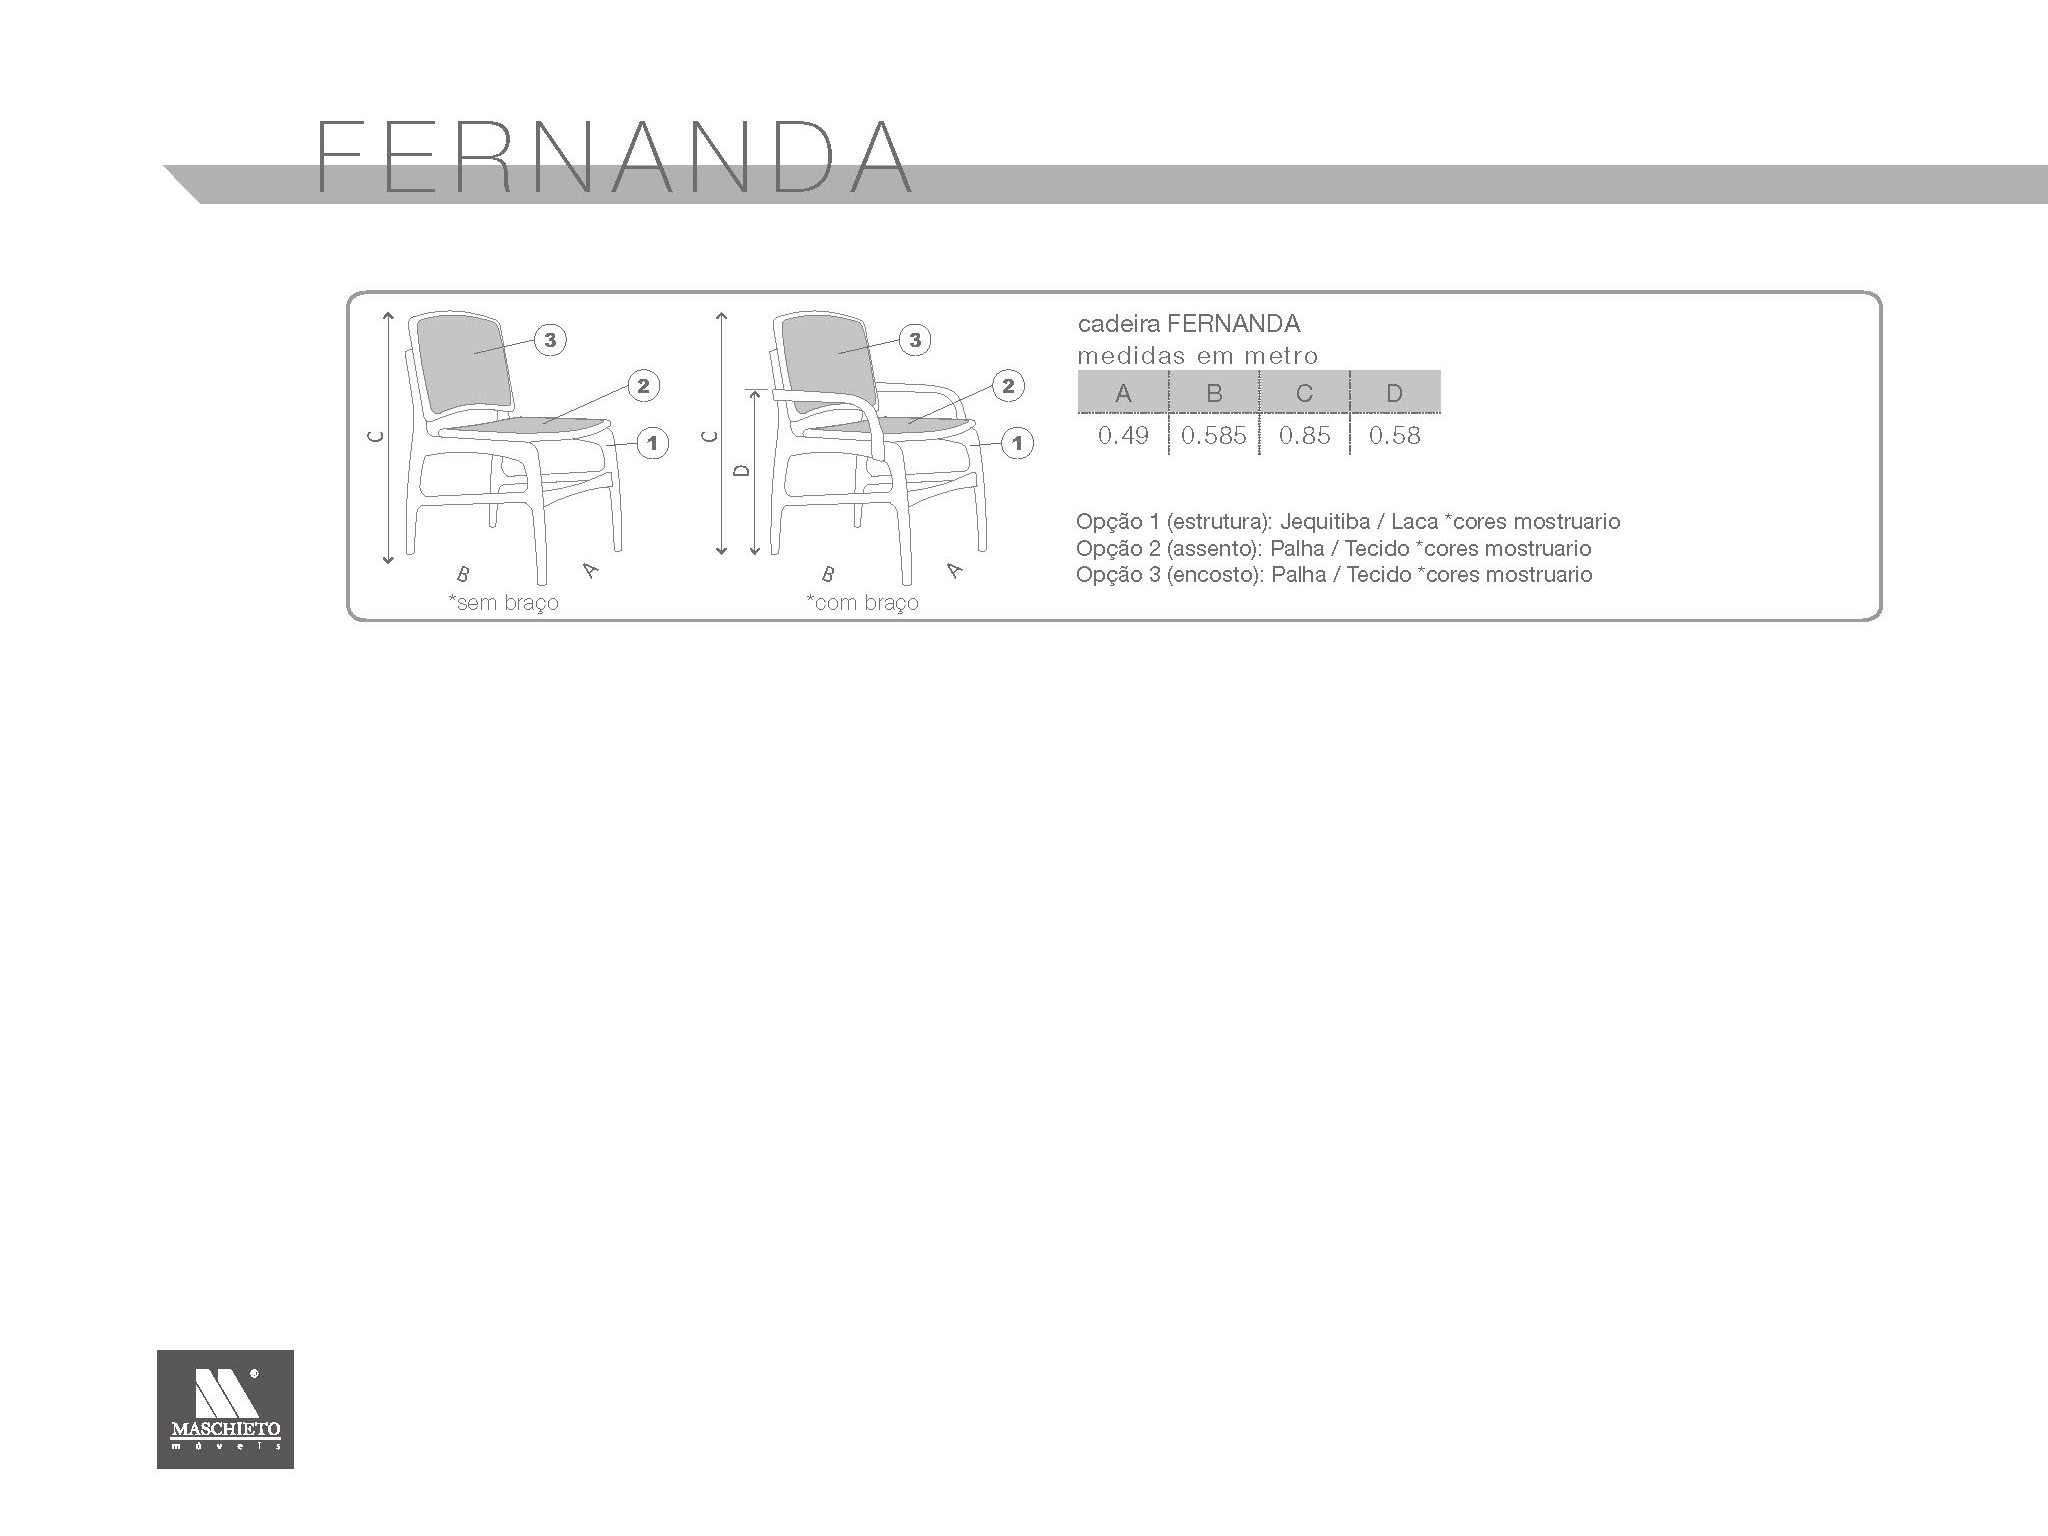 FERNANDA
3
2
1
C
B
A
*sem braço
3
2
1
C
D
B
A
*com braço
cadeira FERNANDA
medidas em metro
A B C D
0.49 0.585 0.85 0.58
Opção 1 (estrutura): Jequitiba / Laca *cores mostruario
Opção 2 (assento): Palha / Tecido *cores mostruario
Opção 3 (encosto): Palha / Tecido *cores mostruario
®
MASCHIETO
móveis